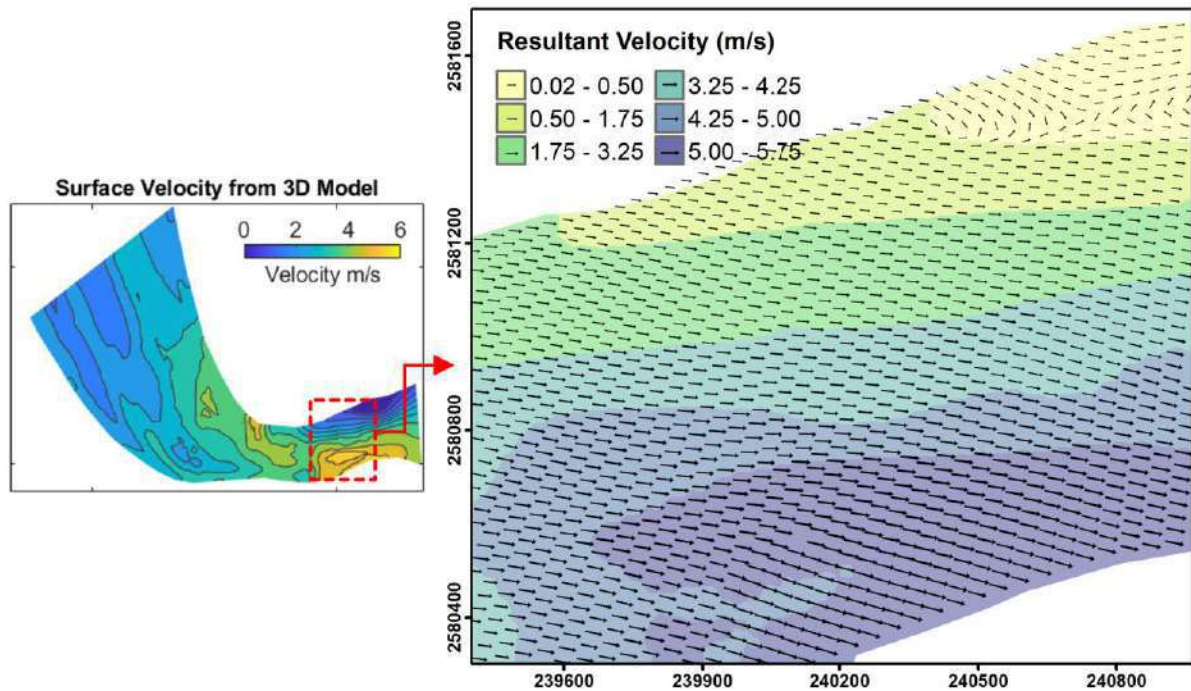 Surface Velocity from 3D Model
0 2 4 6
Velocity m/s
Resultant Velocity (m/s)
0.02 - 0.50 3.25 - 4.25
0.50 - 1.75 4.25 - 5.00
1.75 - 3.25 5.00 - 5.75
2581600
2581200
2580800
2580400
239600 239900 240200 240500 240800